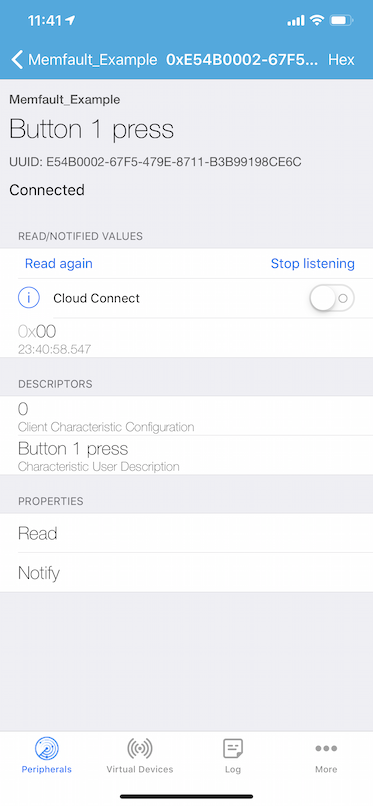 11:41
Memfault_Example 0xE54B0002-67F5... Hex
Memfault_Example
Button 1 press
UUID: E54B0002-67F5-479E-8711-B3B99198CE6C
Connected
READ/NOTIFIED VALUES
Read again Stop listening
Cloud Connect
0x00
23:40:58.547
DESCRIPTORS
0
Client Characteristic Configuration
Button 1 press
Characteristic User Description
PROPERTIES
Read
Notify
Peripherals Virtual Devices Log More